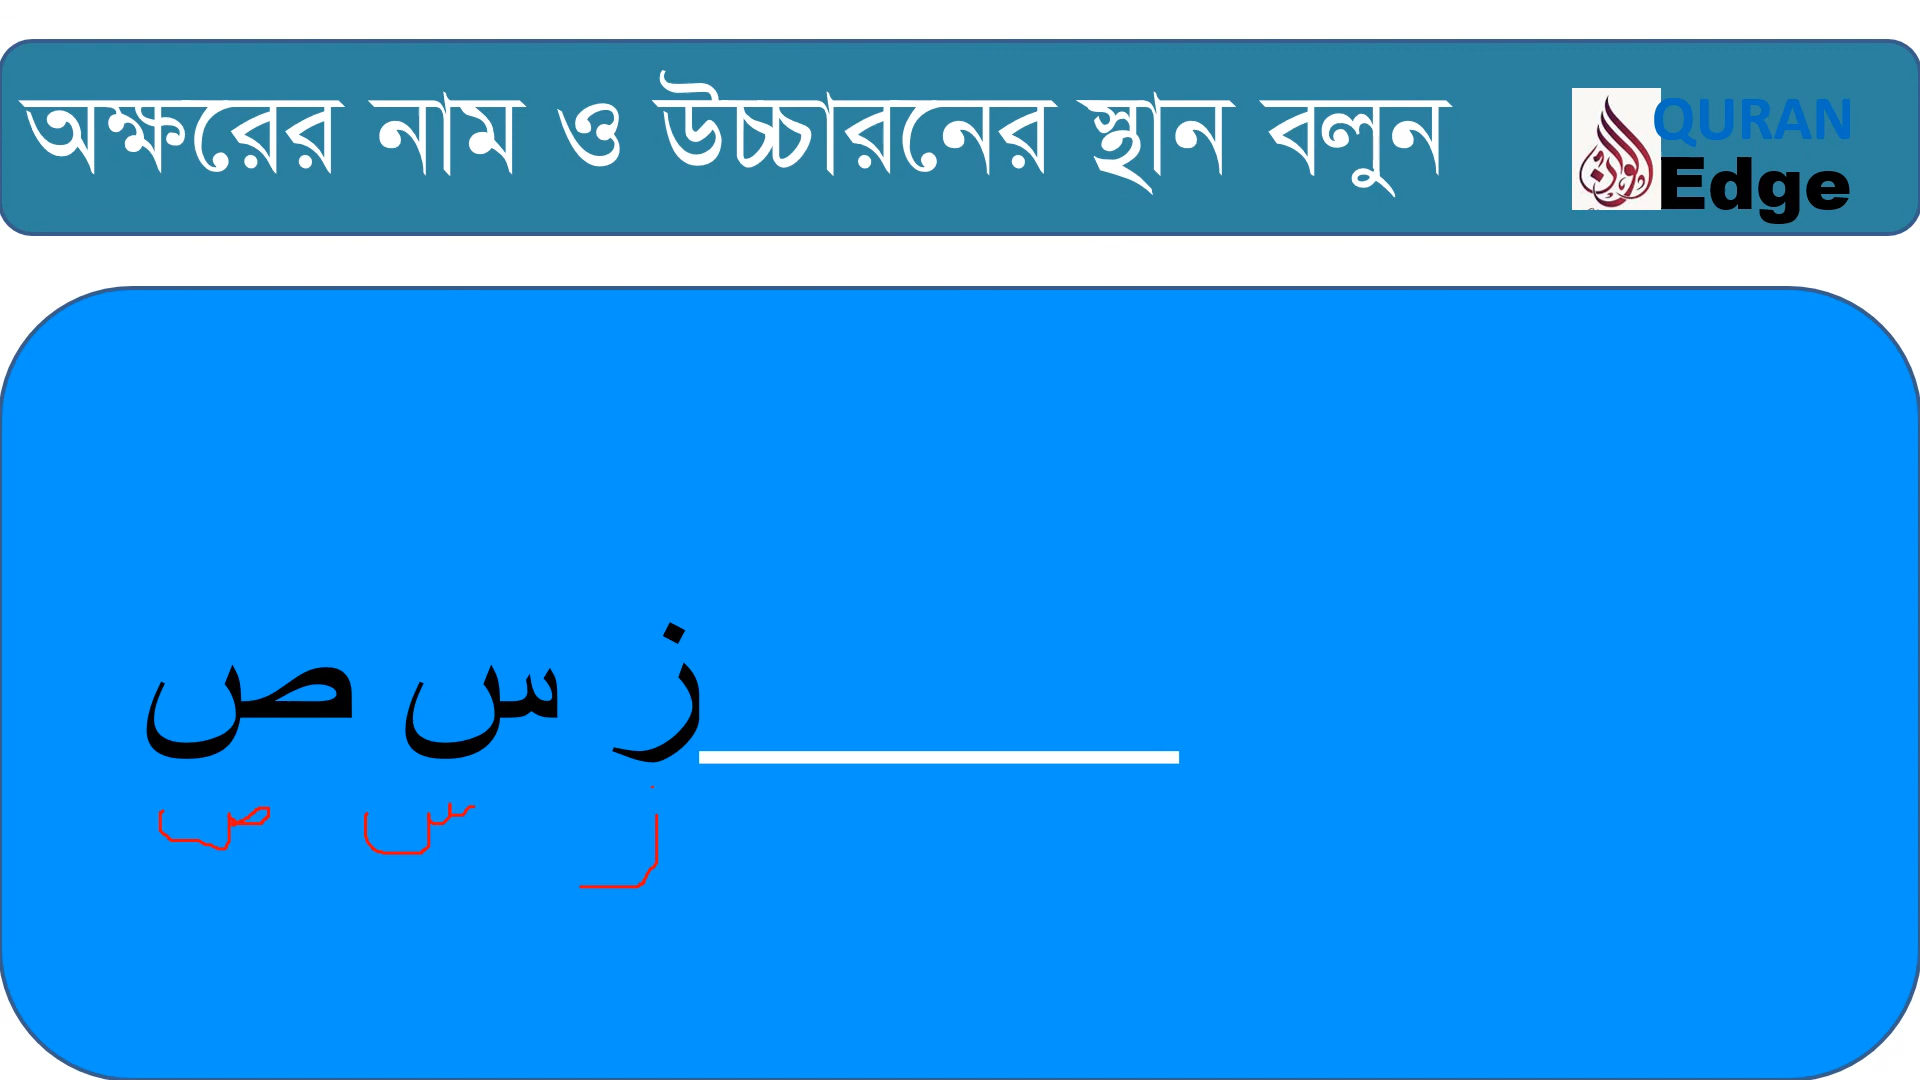 অক্ষরের নাম ও উচ্চারনের স্থান বলুন
QURAN
Edge
ز س ص
ز س ص